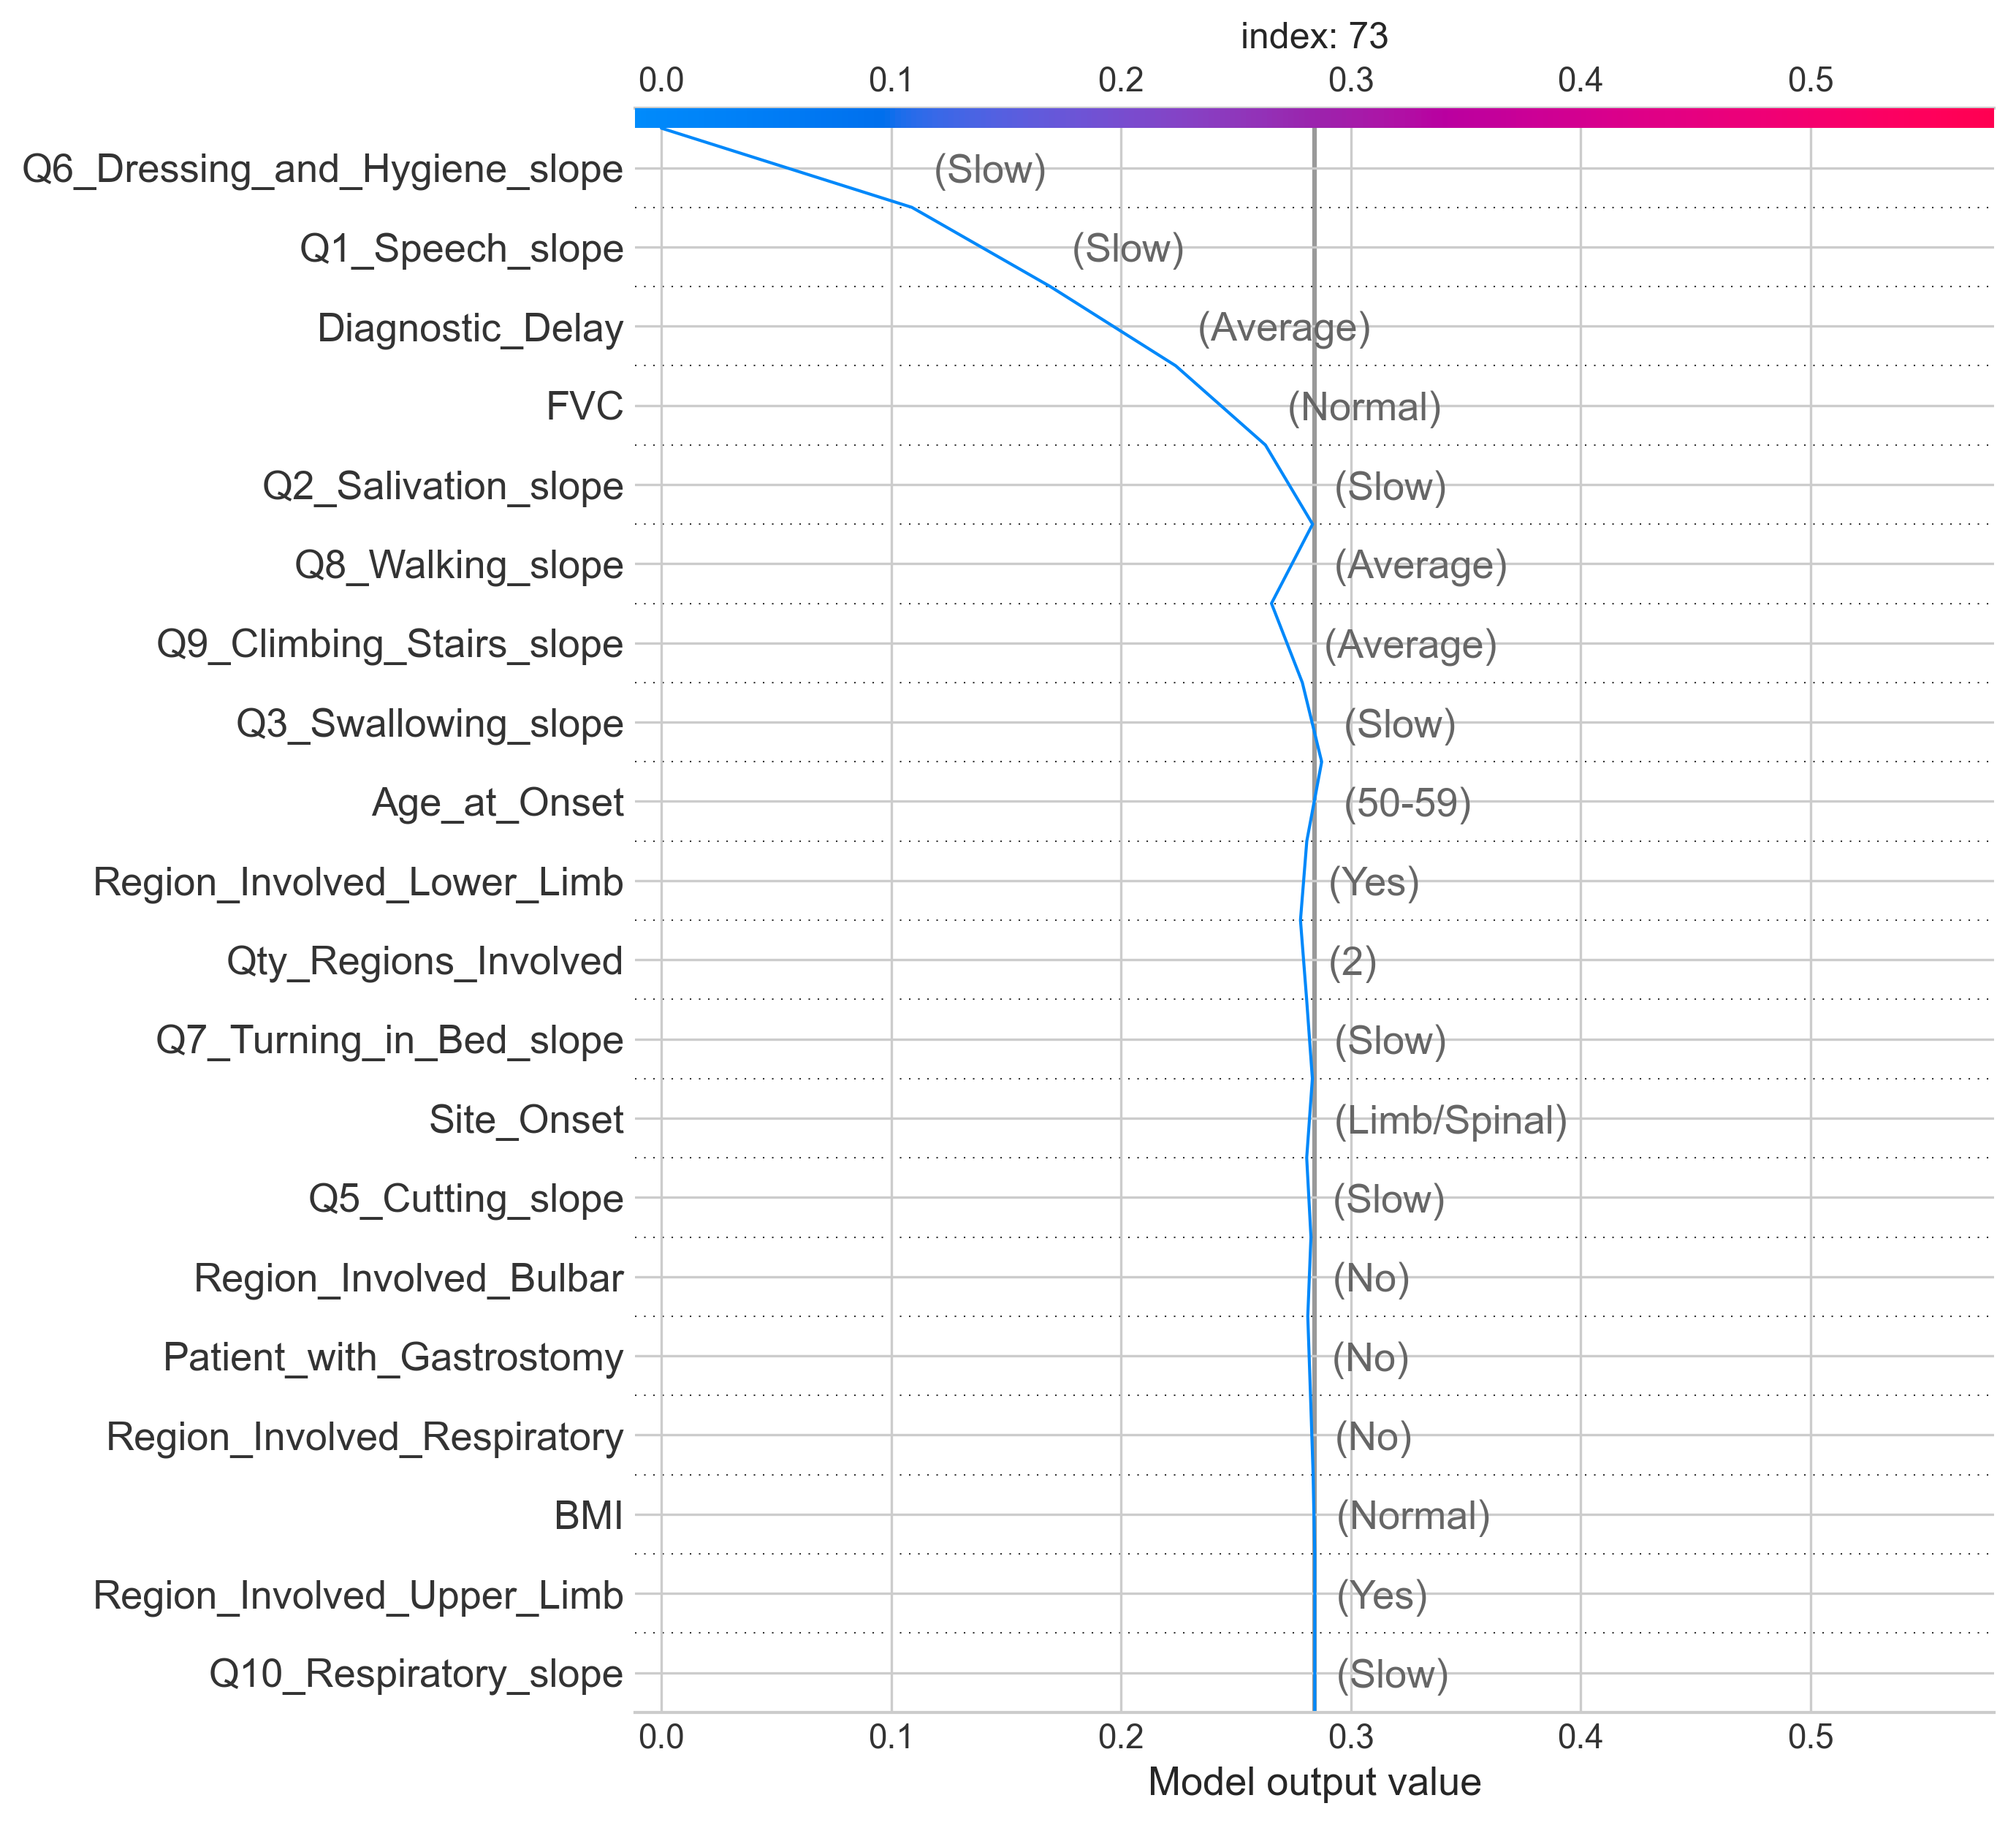 index: 73
0.0 0.1 0.2 0.3 0.4 0.5
Q6_Dressing_and_Hygiene_slope (Slow)
Q1_Speech_slope (Slow)
Diagnostic_Delay (Average)
FVC (Normal)
Q2_Salivation_slope (Slow)
Q8_Walking_slope (Average)
Q9_Climbing_Stairs_slope (Average)
Q3_Swallowing_slope (Slow)
Age_at_Onset (50-59)
Region_Involved_Lower_Limb (Yes)
Qty_Regions_Involved (2)
Q7_Turning_in_Bed_slope (Slow)
Site_Onset (Limb/Spinal)
Q5_Cutting_slope (Slow)
Region_Involved_Bulbar (No)
Patient_with_Gastrostomy (No)
Region_Involved_Respiratory (No)
BMI (Normal)
Region_Involved_Upper_Limb (Yes)
Q10_Respiratory_slope (Slow)
0.0 0.1 0.2 0.3 0.4 0.5
Model output value